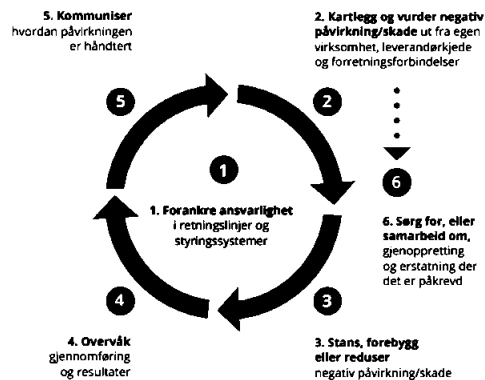 5. Kommuniser
hvordan påvirkningen
er håndtert
2. Kartlegg og vurder negativ
påvirkning/skade ut fra egen
virksomhet, leverandørkjede
og forretningsforbindelser
5
2
1
6
1. Forankre ansvarlighet
i retningslinjer og
styringssystemer
6. Sørg for, eller
samarbeid om,
gjenoppretting
og erstatning der
det er påkrevd
4
3
4. Overvåk
gjennomføring
og resultater
3. Stans, forebygg
eller reduser
negativ påvirkning/skade